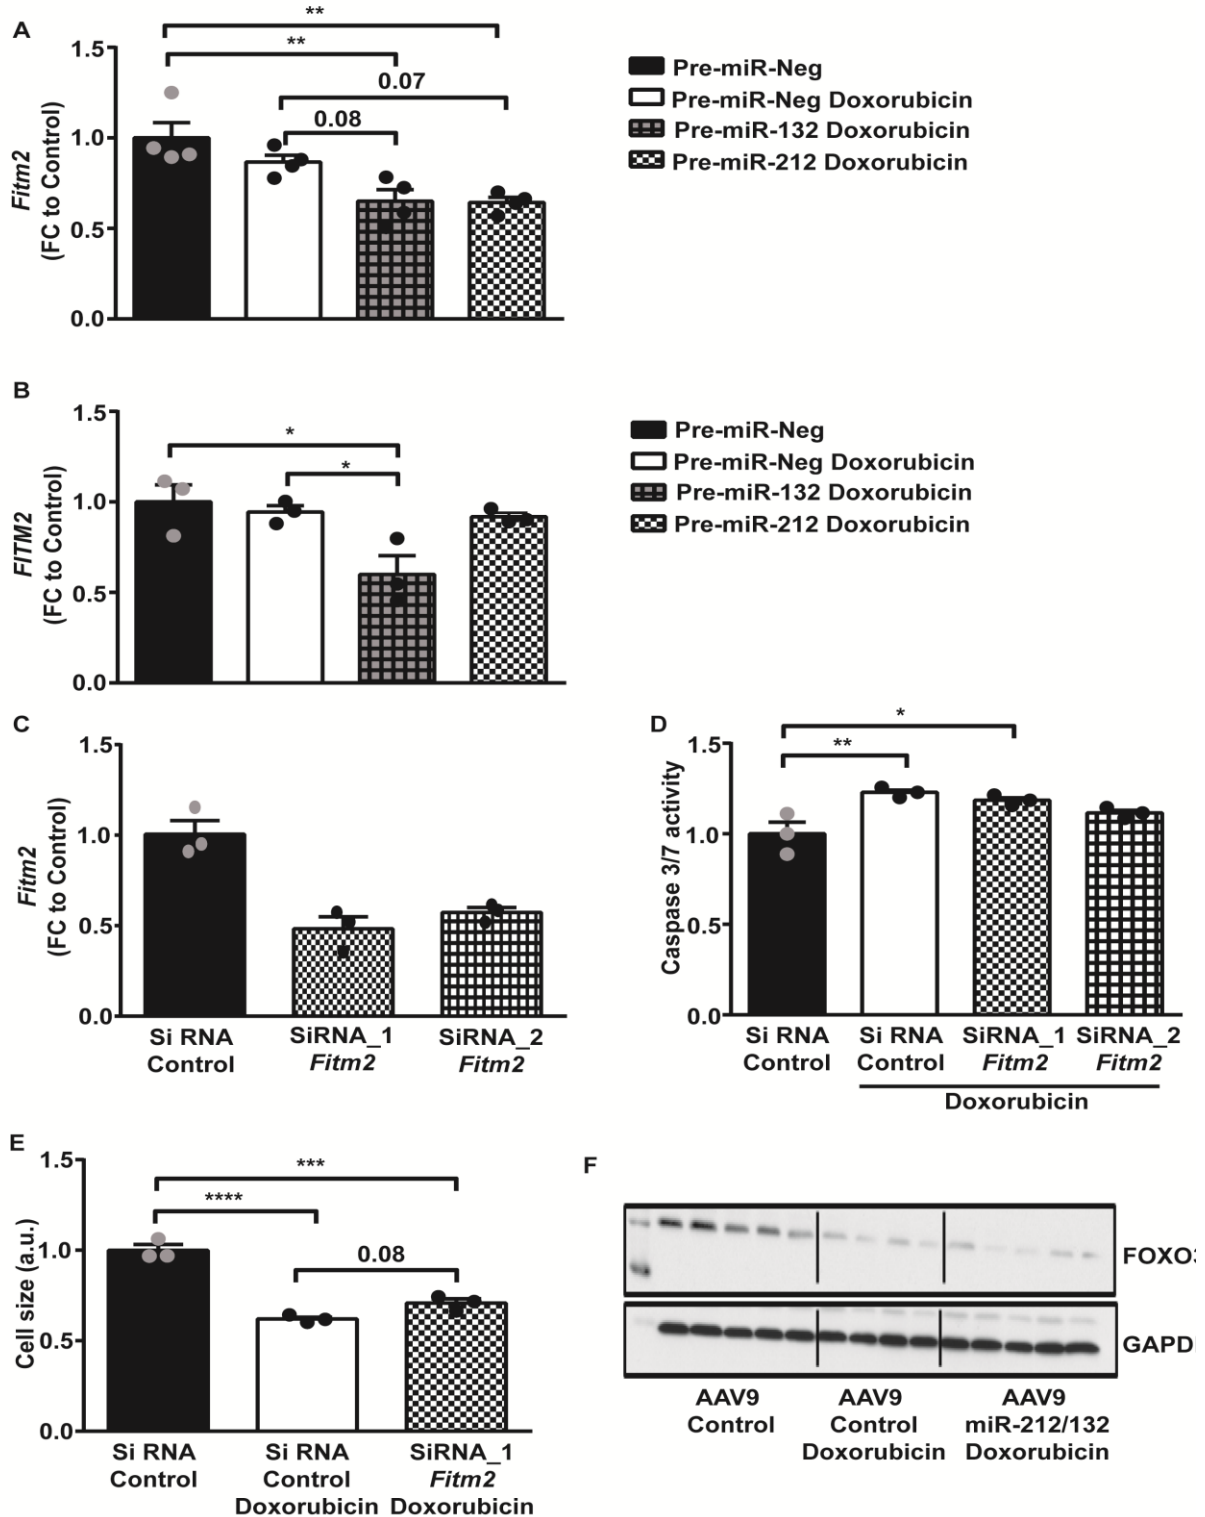 A
**
**
0.07
0.08
1.5
1.0
0.5
0.0
Fitm2
(FC to Control)
Pre-miR-Neg
Pre-miR-Neg Doxorubicin
Pre-miR-132 Doxorubicin
Pre-miR-212 Doxorubicin
B
*
*
1.5
1.0
0.5
0.0
FITM2
(FC to Control)
Pre-miR-Neg
Pre-miR-Neg Doxorubicin
Pre-miR-132 Doxorubicin
Pre-miR-212 Doxorubicin
C
1.5
1.0
0.5
0.0
Fitm2
(FC to Control)
Si RNA
Control
SiRNA_1
Fitm2
SiRNA_2
Fitm2
D
*
**
1.5
1.0
0.5
0.0
Caspase 3/7 activity
Si RNA
Control
Si RNA
Control
SiRNA_1
Fitm2
SiRNA_2
Fitm2
Doxorubicin
E
***
****
0.08
1.5
1.0
0.5
0.0
Cell size (a.u.)
Si RNA
Control
Si RNA
Control
Doxorubicin
SiRNA_1
Fitm2
Doxorubicin
F
FOXO3
GAPD
AAV9
Control
AAV9
Control
Doxorubicin
AAV9
miR-212/132
Doxorubicin